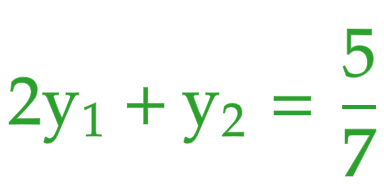 2y₁ + y₂ = 5/7